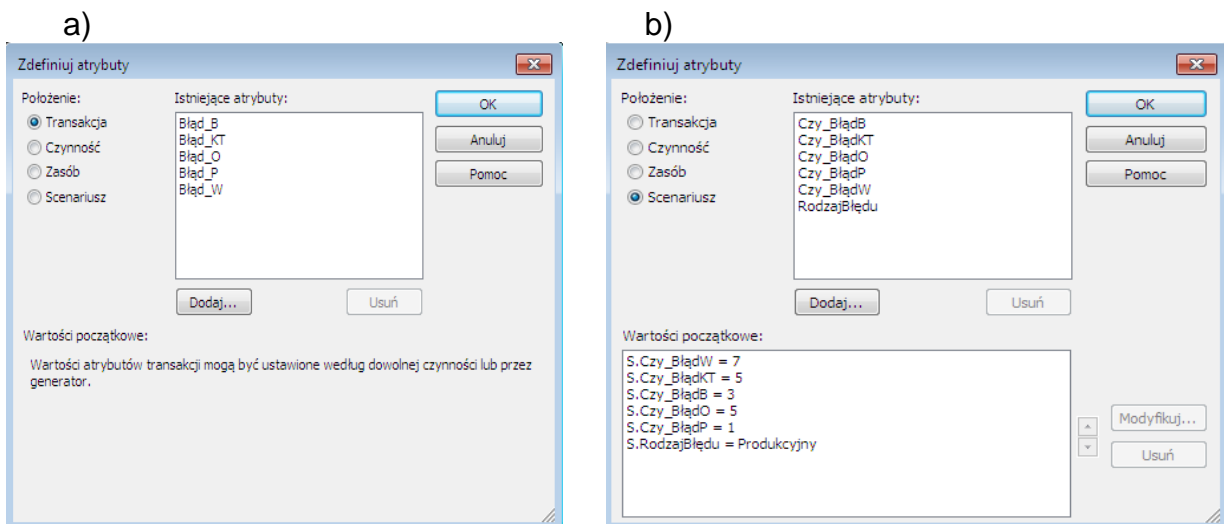 a)
Zdefiniuj atrybuty
Położenie:
Istniejące atrybuty:
Transakcja
Czynność
Zasób
Scenariusz
Błąd_B
Błąd_KT
Błąd_O
Błąd_P
Błąd_W
OK
Anuluj
Pomoc
Dodaj...
Usuń
Wartości początkowe:
Wartości atrybutów transakcji mogą być ustawione według dowolnej czynności lub przez
generator.
b)
Zdefiniuj atrybuty
Położenie:
Istniejące atrybuty:
Transakcja
Czynność
Zasób
Scenariusz
Czy_BłądB
Czy_BłądKT
Czy_BłądO
Czy_BłądP
Czy_BłądW
RodzajBłędu
OK
Anuluj
Pomoc
Dodaj...
Usuń
Wartości początkowe:
S.Czy_BłądW = 7
S.Czy_BłądKT = 5
S.Czy_BłądB = 3
S.Czy_BłądO = 5
S.Czy_BłądP = 1
S.RodzajBłędu = Produkcyjny
Modyfikuj...
Usuń